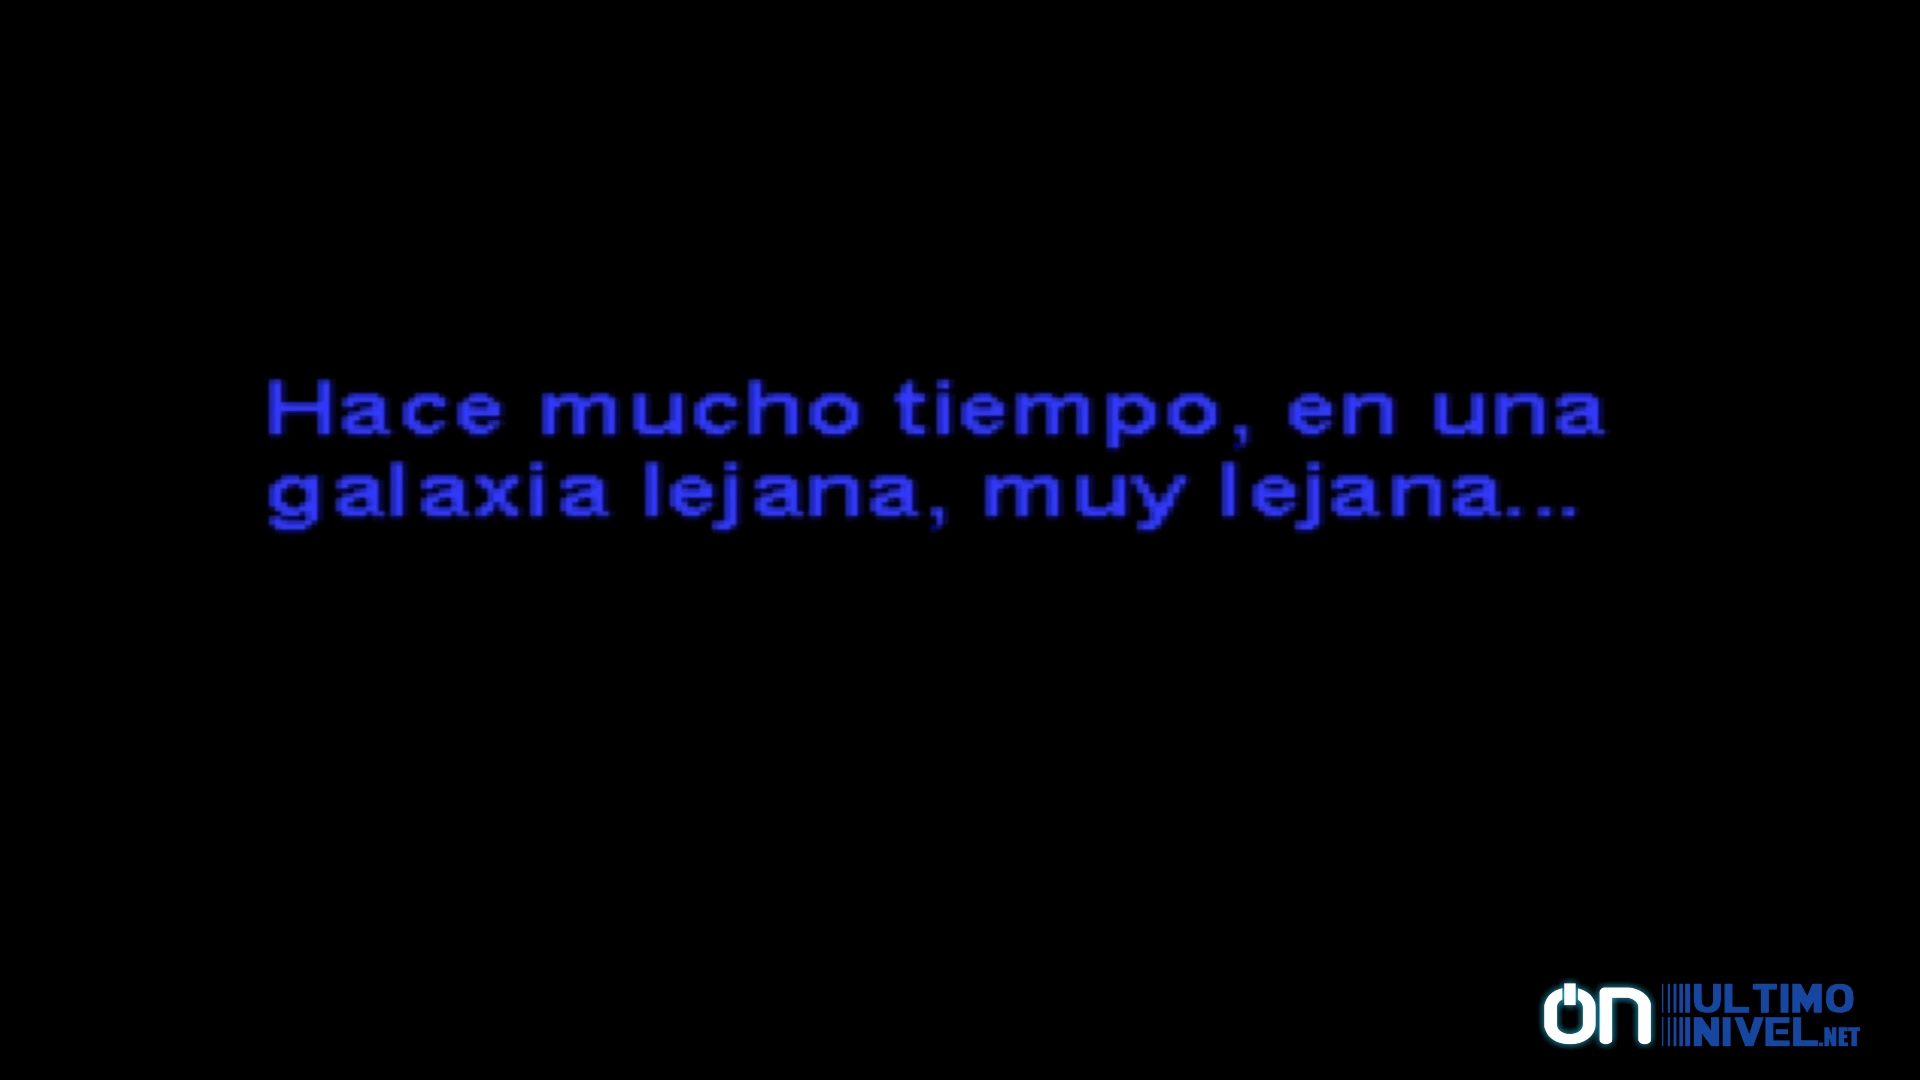 Hace mucho tiempo, en una
galaxia lejana, muy lejana...
on ULTIMO
NIVEL.NET